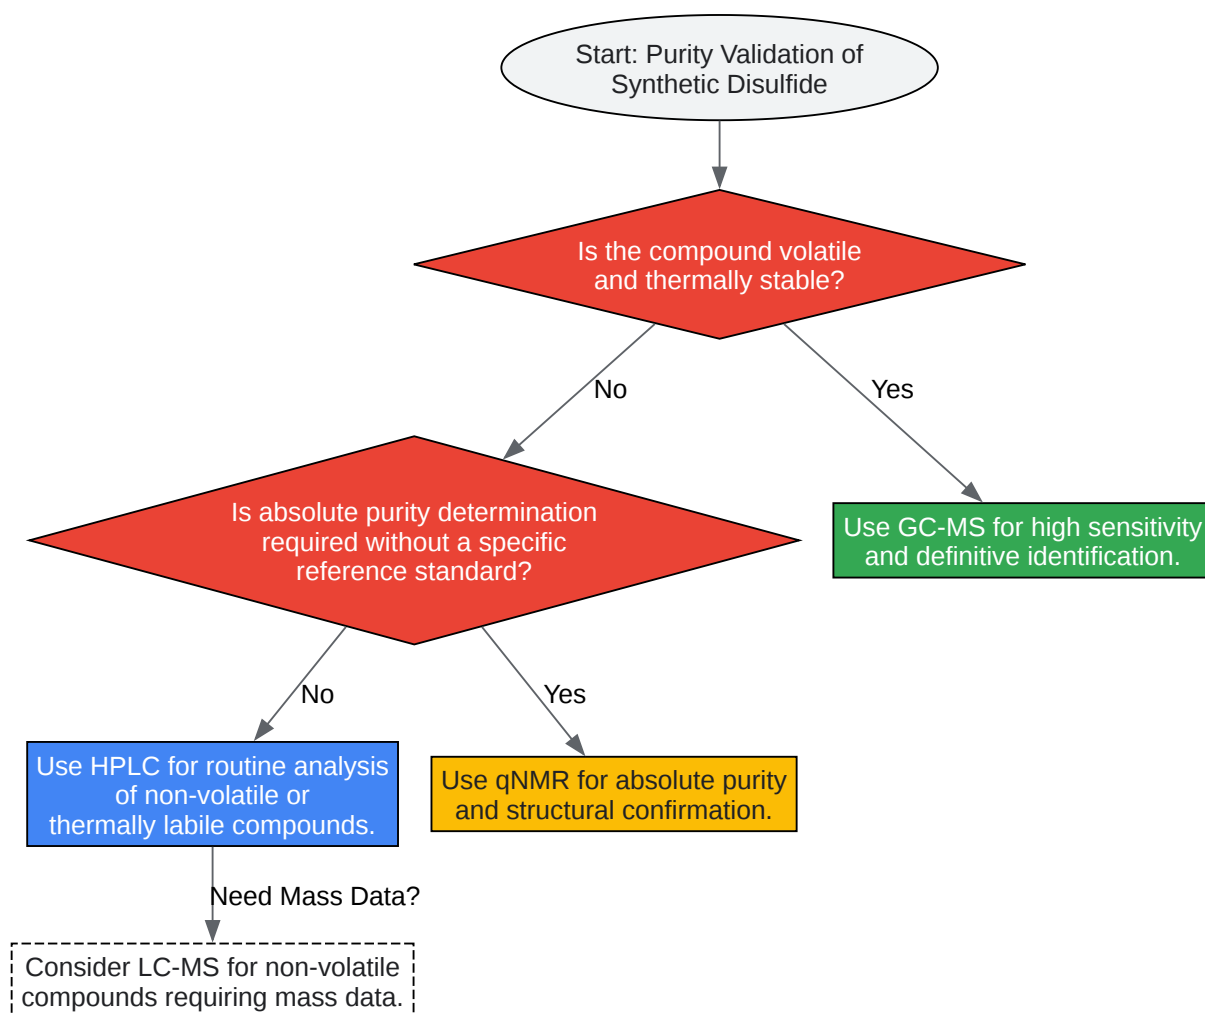 Start: Purity Validation of
Synthetic Disulfide
Is the compound volatile
and thermally stable?
No
Yes
Is absolute purity determination
required without a specific
reference standard?
Use GC-MS for high sensitivity
and definitive identification.
No
Yes
Use HPLC for routine analysis
of non-volatile or
thermally labile compounds.
Use qNMR for absolute purity
and structural confirmation.
Need Mass Data?
Consider LC-MS for non-volatile
compounds requiring mass data.